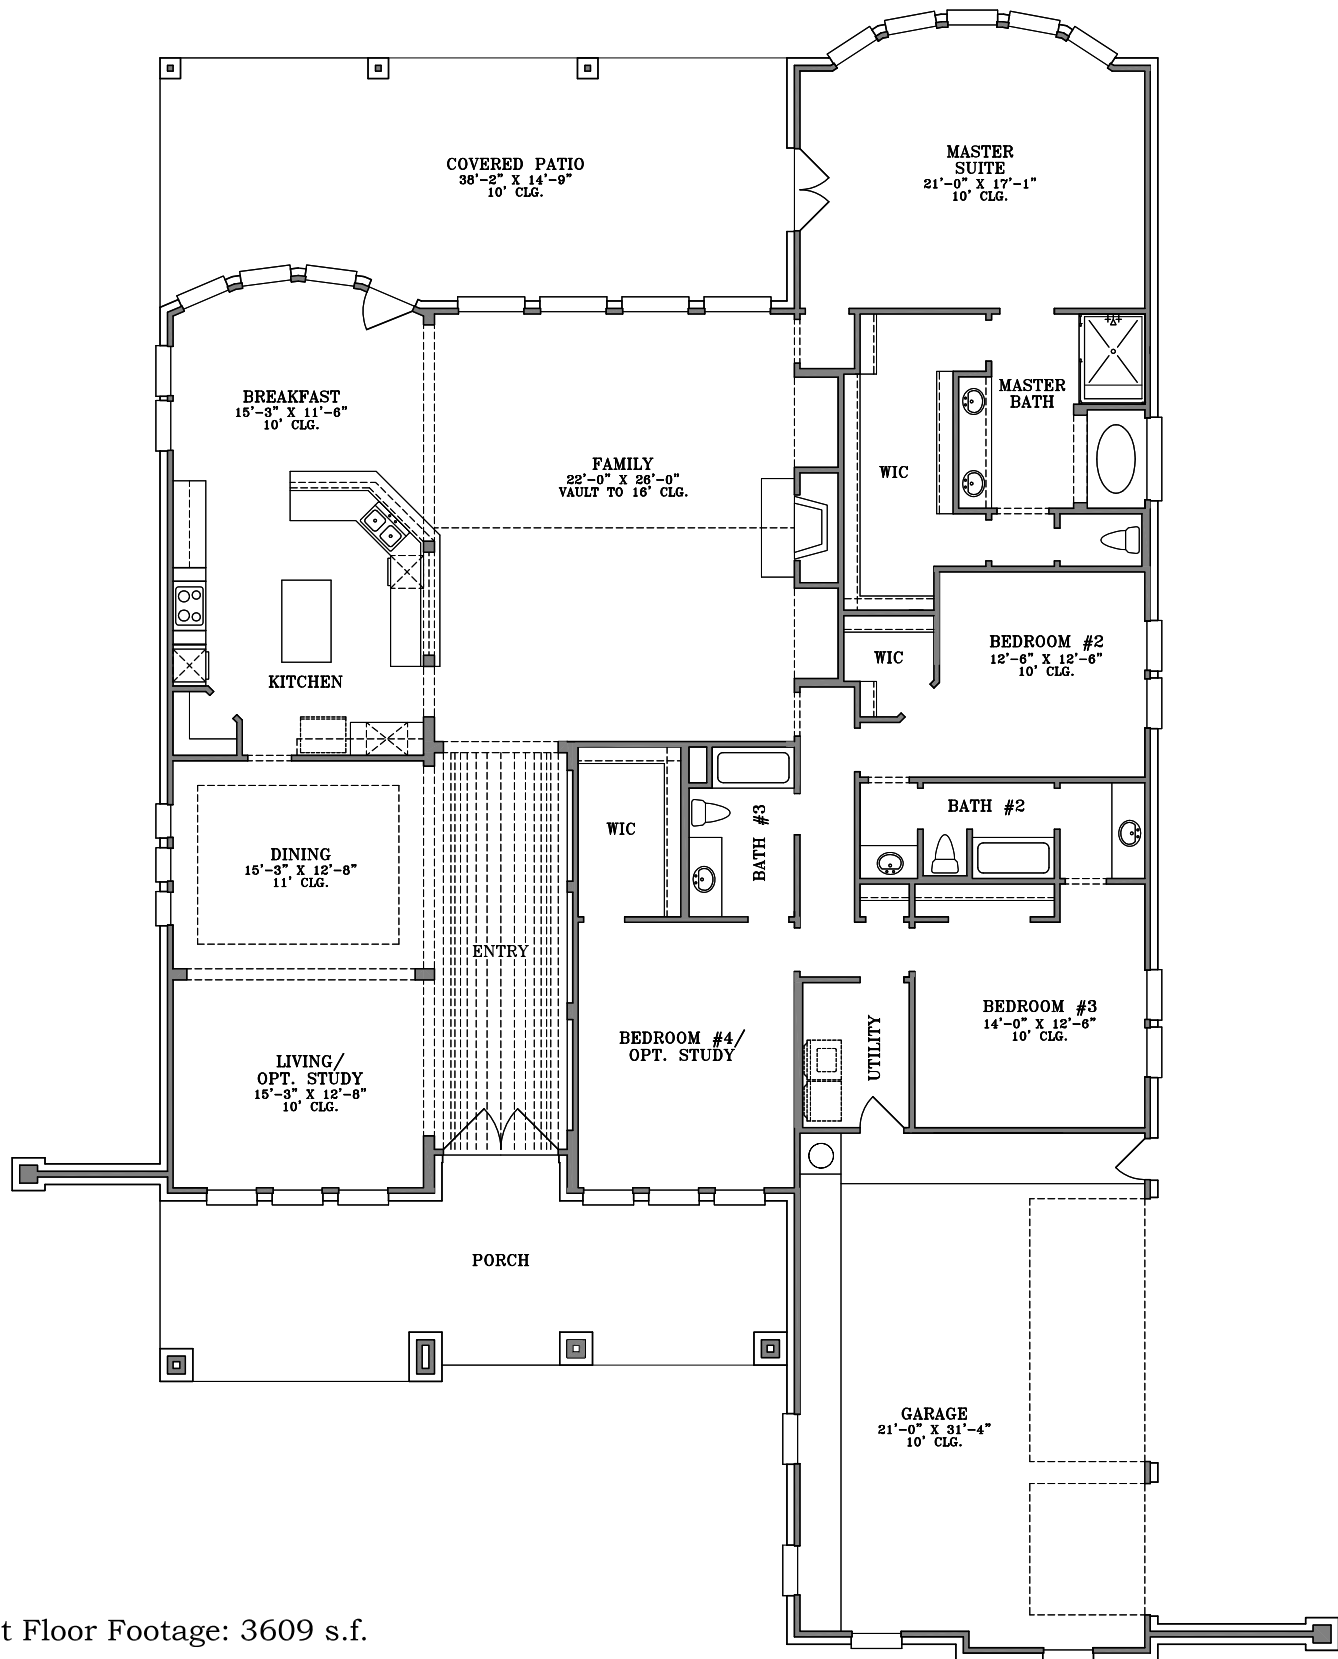 COVERED PATIO
38'-2" X 14'-9"
10' CLG.
MASTER
SUITE
21'-0" X 17'-1"
10' CLG.
BREAKFAST
15'-3" X 11'-6"
10' CLG.
FAMILY
22'-0" X 26'-0"
VAULT TO 16' CLG.
MASTER
BATH
WIC
KITCHEN
WIC
BEDROOM #2
12'-6" X 12'-6"
10' CLG.
DINING
15'-3" X 12'-8"
11' CLG.
WIC
BATH #3
BATH #2
ENTRY
LIVING/
OPT. STUDY
15'-3" X 12'-8"
10' CLG.
BEDROOM #4/
OPT. STUDY
UTILITY
BEDROOM #3
14'-0" X 12'-6"
10' CLG.
PORCH
GARAGE
21'-0" X 31'-4"
10' CLG.
t Floor Footage: 3609 s.f.